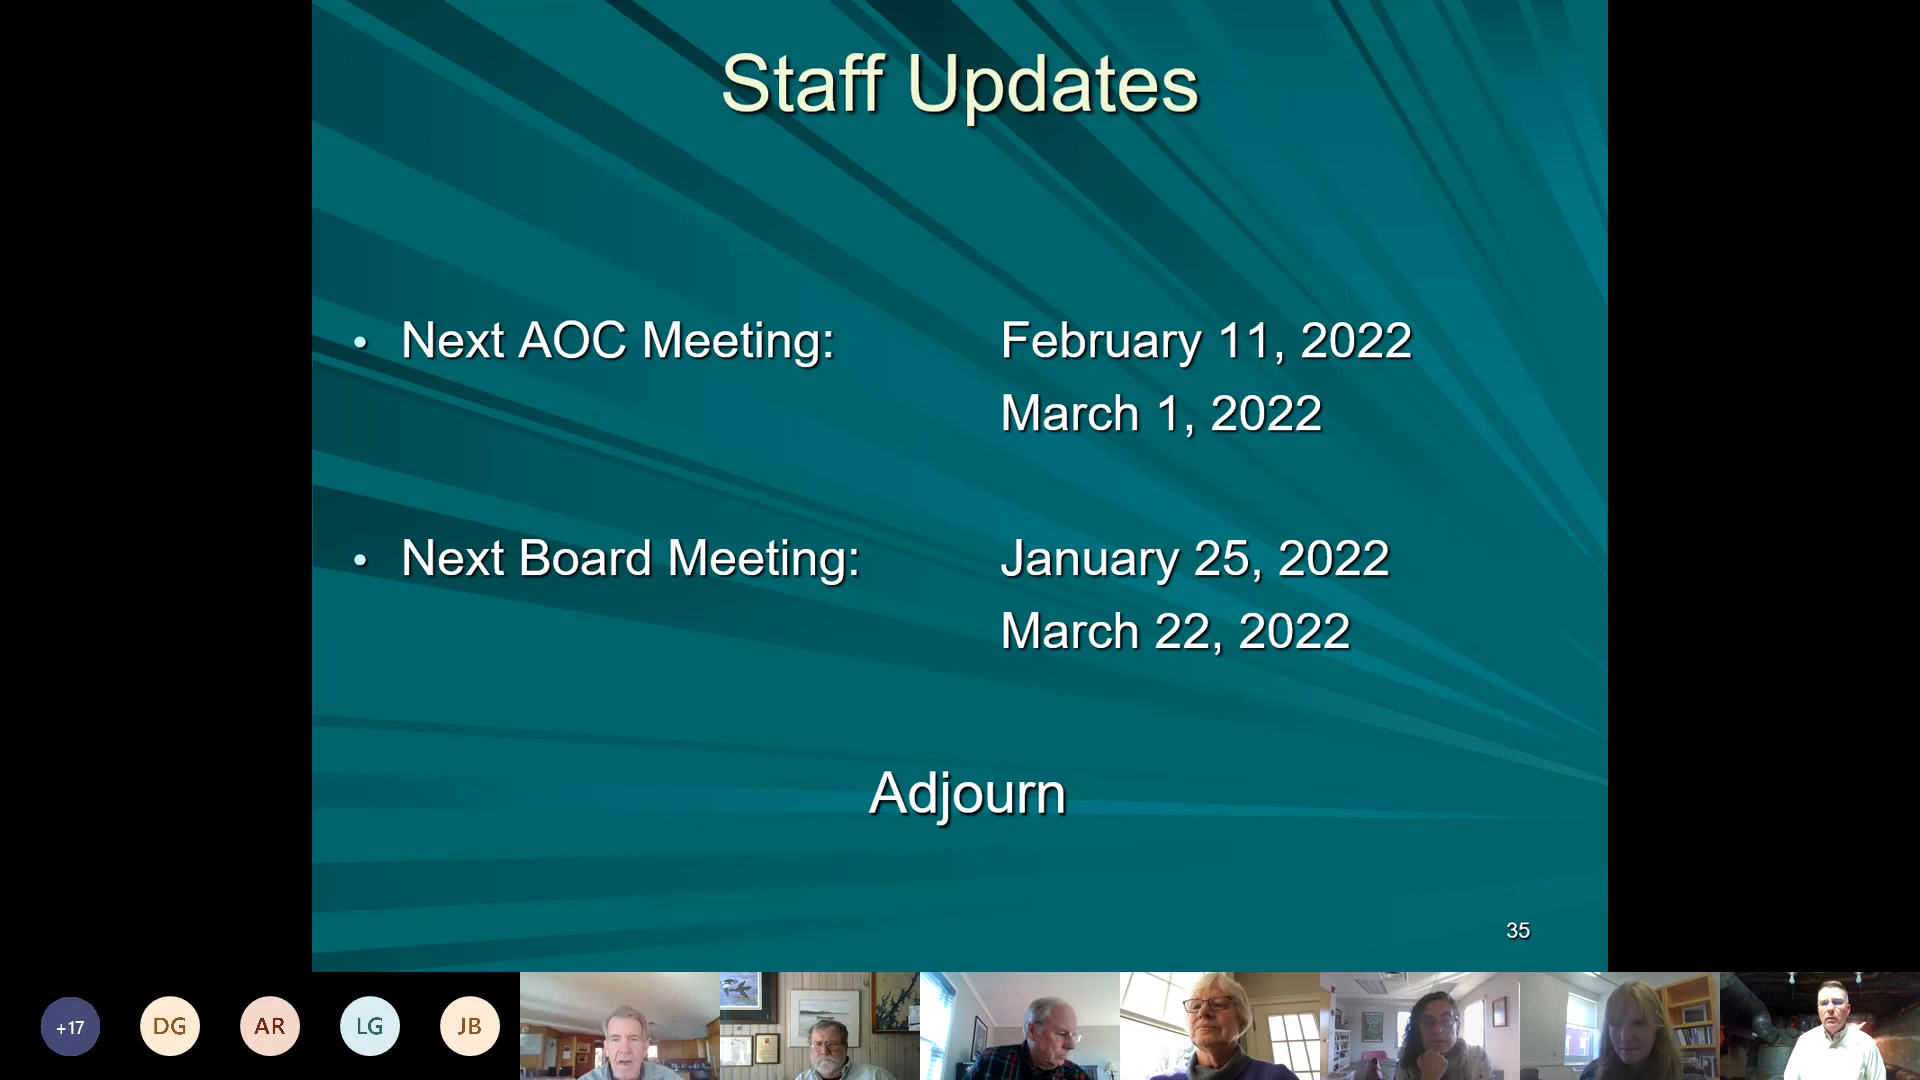 Staff Updates
• Next AOC Meeting: February 11, 2022
March 1, 2022
• Next Board Meeting: January 25, 2022
March 22, 2022
Adjourn
35
+17 DG AR LG JB